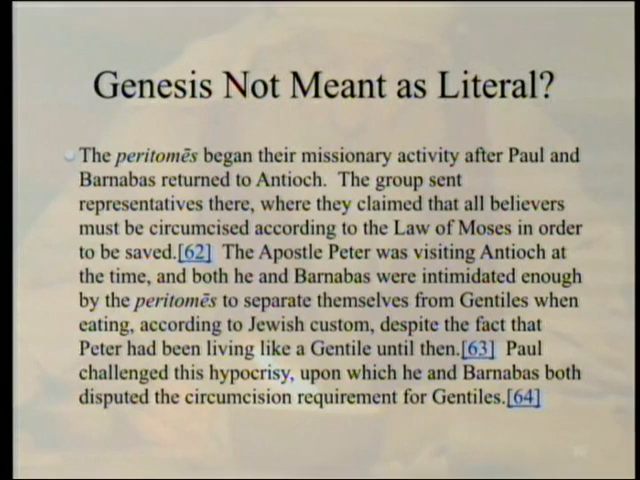 Genesis Not Meant as Literal?
The peritomēs began their missionary activity after Paul and
Barnabas returned to Antioch. The group sent
representatives there, where they claimed that all believers
must be circumcised according to the Law of Moses in order
to be saved.[62] The Apostle Peter was visiting Antioch at
the time, and both he and Barnabas were intimidated enough
by the peritomēs to separate themselves from Gentiles when
eating, according to Jewish custom, despite the fact that
Peter had been living like a Gentile until then.[63] Paul
challenged this hypocrisy, upon which he and Barnabas both
disputed the circumcision requirement for Gentiles.[64]